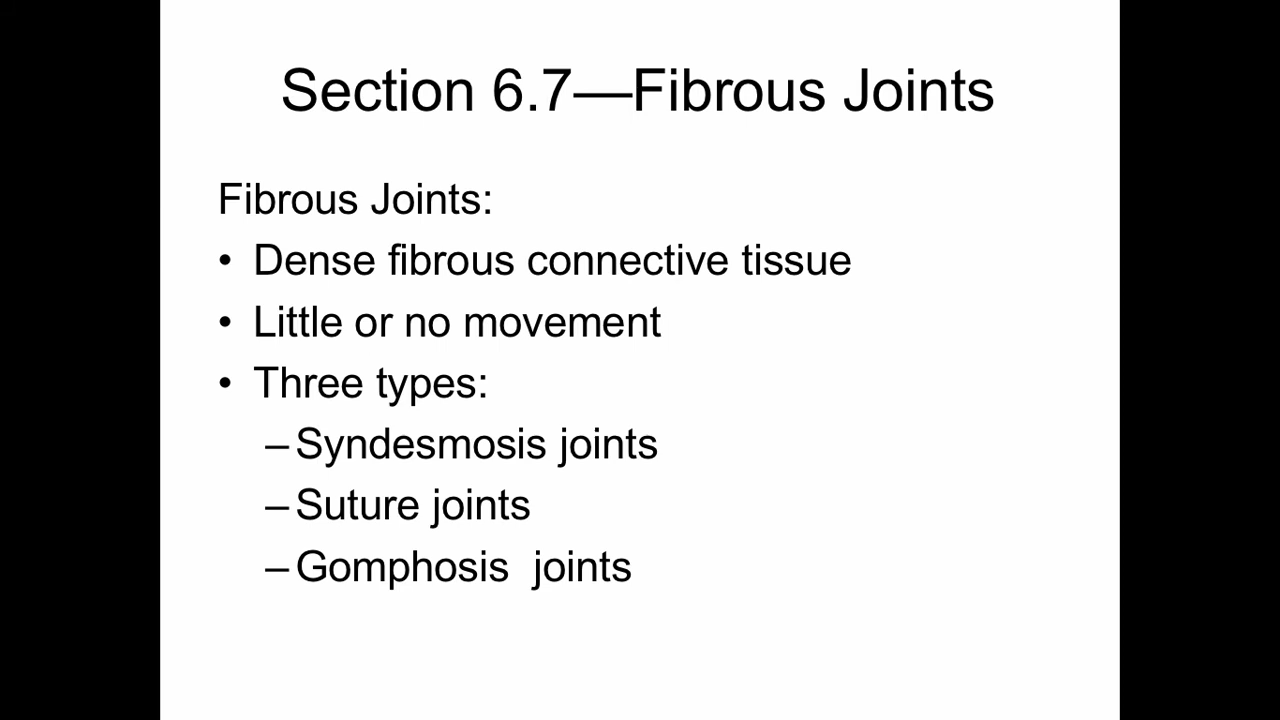 Section 6.7—Fibrous Joints
Fibrous Joints:
• Dense fibrous connective tissue
• Little or no movement
• Three types:
– Syndesmosis joints
– Suture joints
– Gomphosis  joints